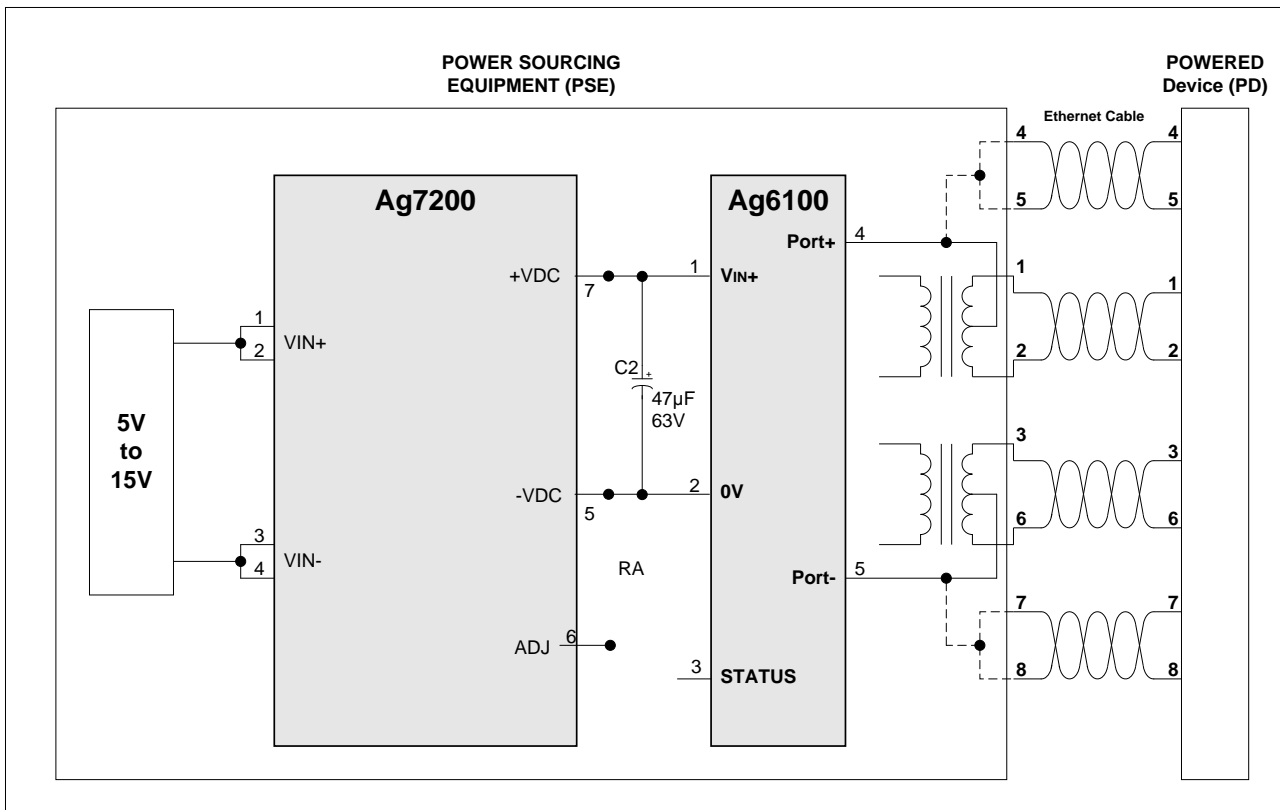 POWER SOURCING
EQUIPMENT (PSE)
POWERED
Device (PD)
Ethernet Cable
4
4
5
5
Ag7200
Ag6100
Port+
4
+VDC
7
1
VIN+
1
1
2
2
1
2
VIN+
C2
+
47µF
63V
5V
to
15V
3
3
6
6
-VDC
5
2
0V
3
4
VIN-
RA
Port-
5
7
7
8
8
ADJ
6
3
STATUS